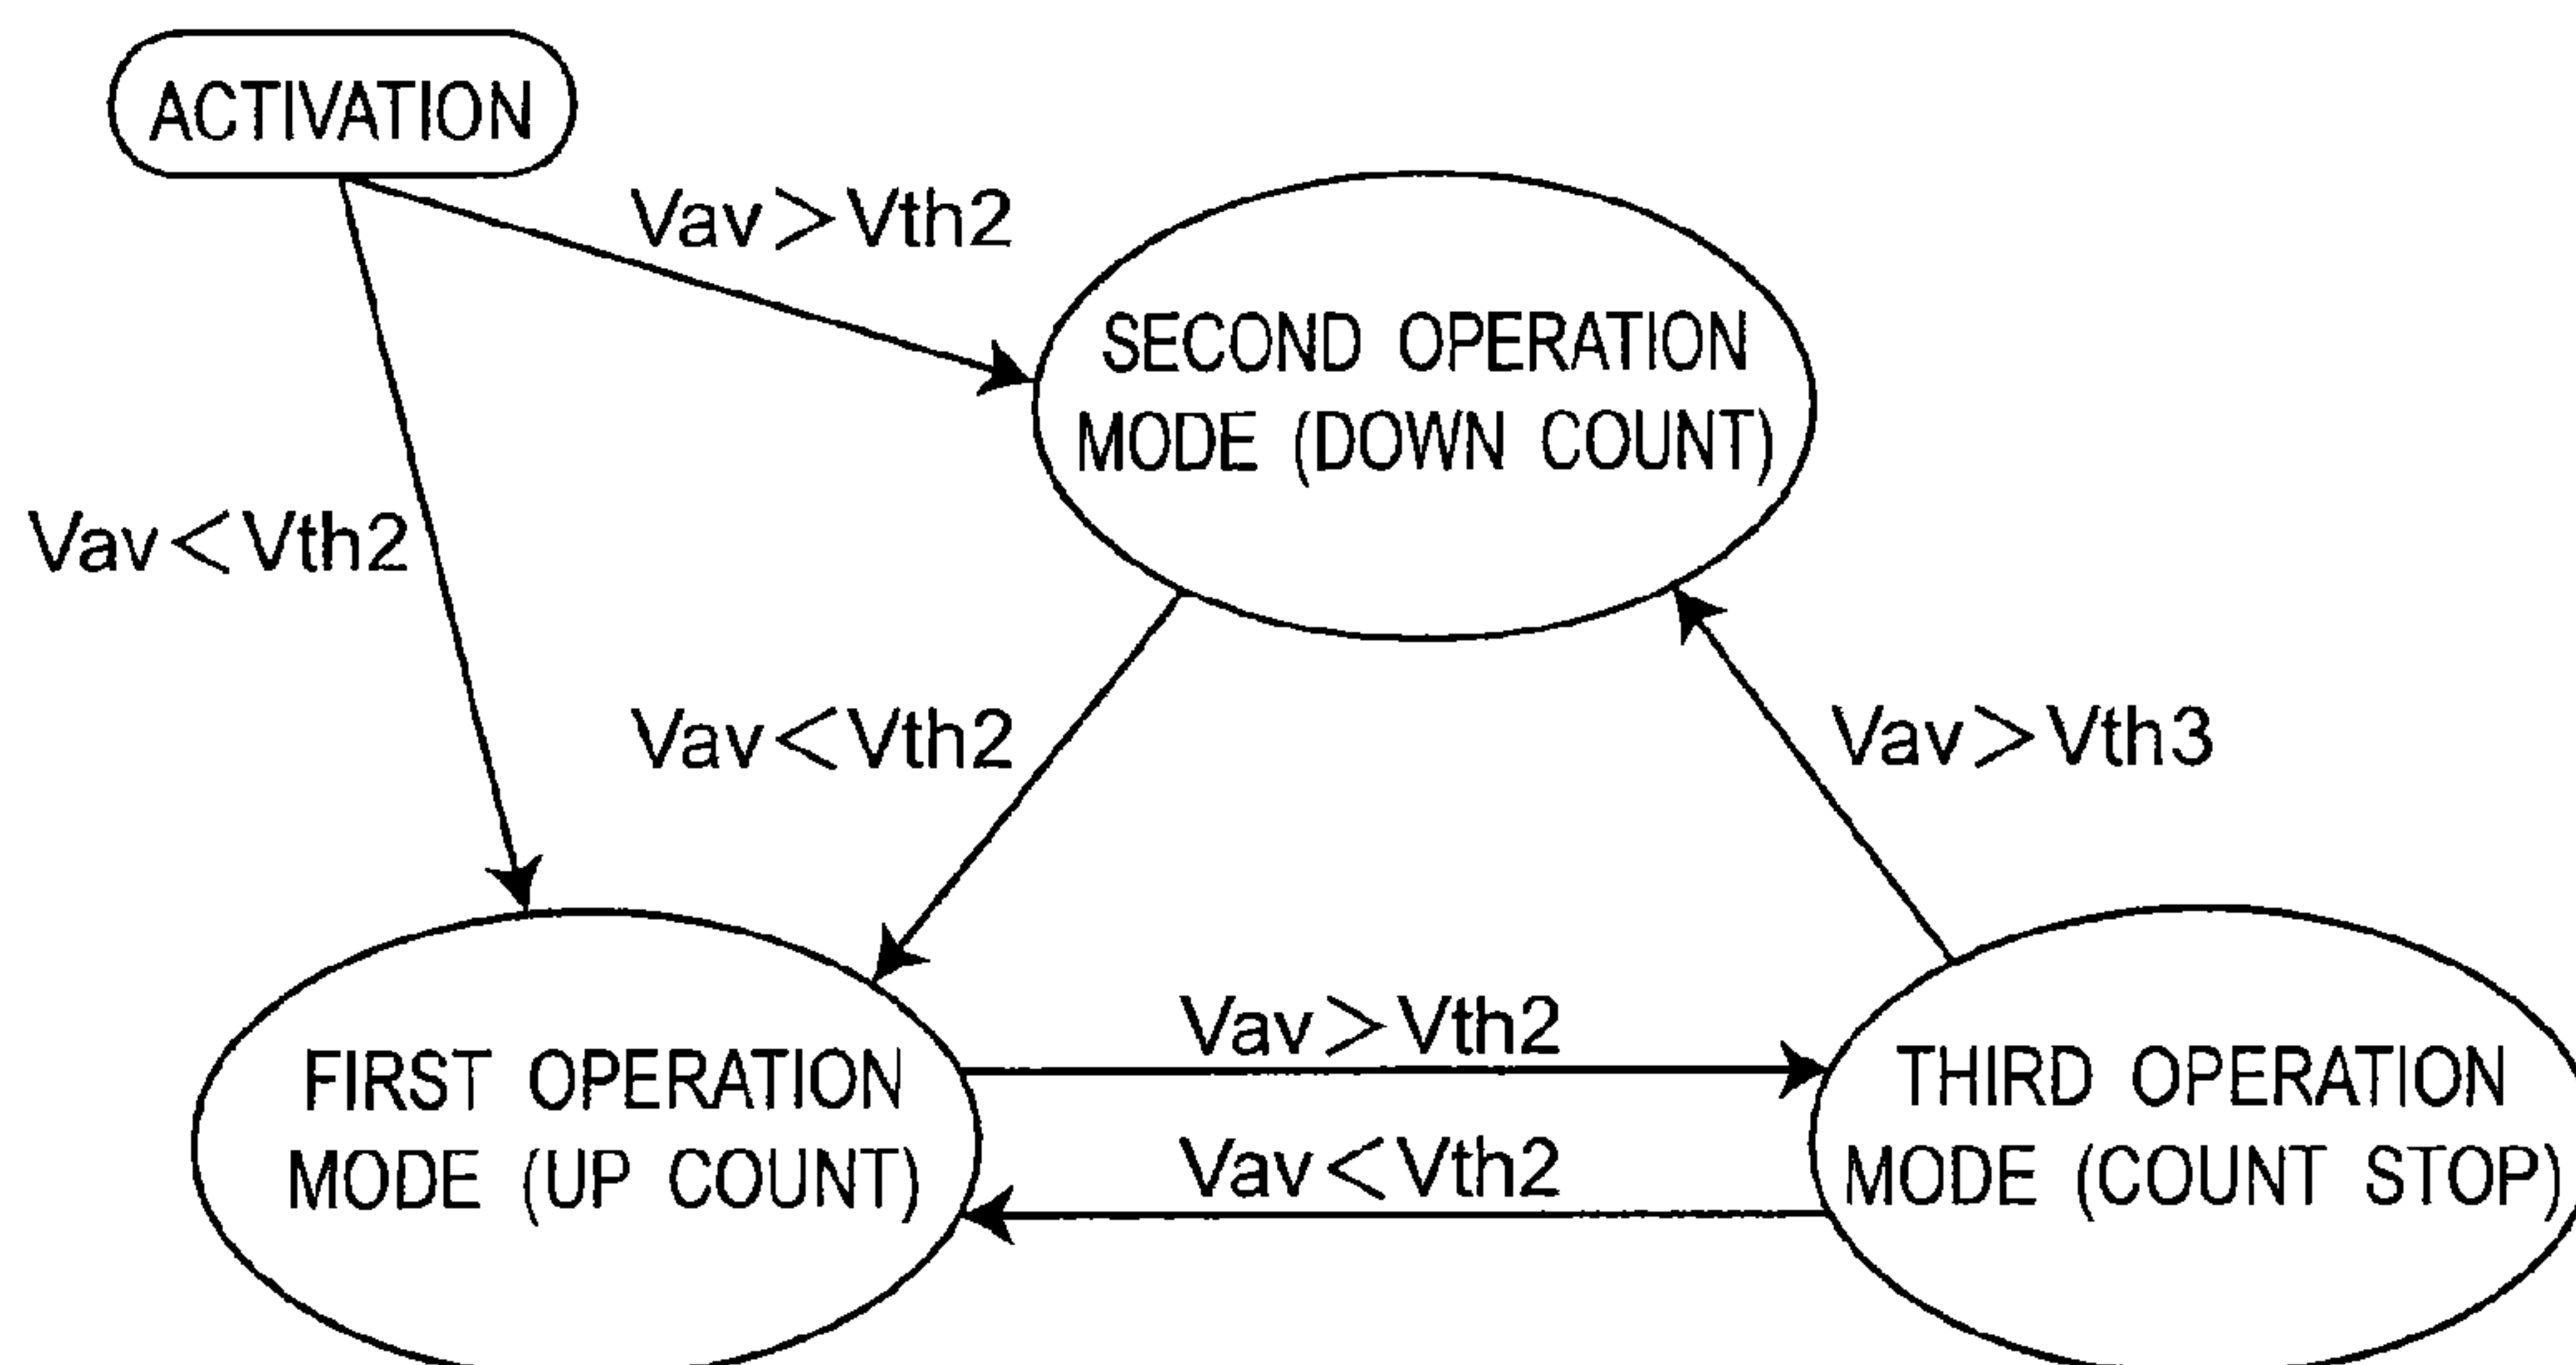 ACTIVATION
Vav>Vth2
SECOND OPERATION
MODE (DOWN COUNT)
Vav<Vth2
Vav<Vth2
Vav>Vth3
FIRST OPERATION
MODE (UP COUNT)
Vav>Vth2
Vav<Vth2
THIRD OPERATION
MODE (COUNT STOP)